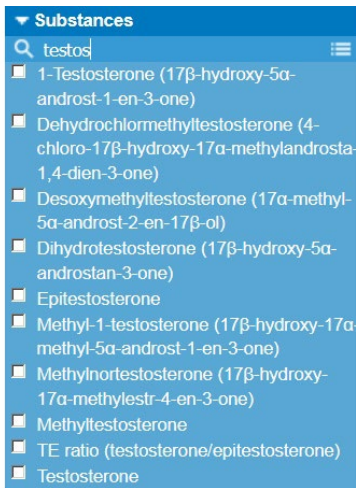 Substances
testos
1-Testosterone (17β-hydroxy-5α-
androst-1-en-3-one)
Dehydrochlormethyltestosterone (4-
chloro-17β-hydroxy-17α-methylandrosta-
1,4-dien-3-one)
Desoxymethyltestosterone (17α-methyl-
5α-androst-2-en-17β-ol)
Dihydrotestosterone (17β-hydroxy-5α-
androstan-3-one)
Epitestosterone
Methyl-1-testosterone (17β-hydroxy-17α-
methyl-5α-androst-1-en-3-one)
Methylnortestosterone (17β-hydroxy-
17α-methylestr-4-en-3-one)
Methyltestosterone
TE ratio (testosterone/epitestosterone)
Testosterone